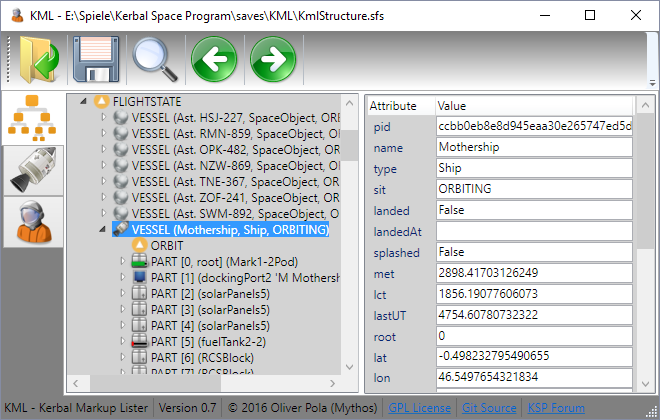 KML - E:\Spiele\Kerbal Space Program\saves\KML\KmlStructure.sfs
FLIGHTSTATE
VESSEL (Ast. HSJ-227, SpaceObject, ORB
VESSEL (Ast. RMN-859, SpaceObject, OR
VESSEL (Ast. OPK-482, SpaceObject, OR
VESSEL (Ast. NZW-869, SpaceObject, OR
VESSEL (Ast. TNE-367, SpaceObject, OR
VESSEL (Ast. ZOF-241, SpaceObject, OR
VESSEL (Ast. SWM-892, SpaceObject, O
VESSEL (Mothership, Ship, ORBITING)
ORBIT
PART [0, root] (Mark1-2Pod)
PART [1] (dockingPort2 'M Mothersh
PART [2] (solarPanels5)
PART [3] (solarPanels5)
PART [4] (solarPanels5)
PART [5] (fuelTank2-2)
PART [6] (RCSBlock)
PART [7] (RCSBlock)
Attribute Value
pid ccbb0eb8e8d945eaa30e265747ed5d
name Mothership
type Ship
sit ORBITING
landed False
landedAt
splashed False
met 2898.41703126249
lct 1856.19077606073
lastUT 4754.60780732322
root 0
lat -0.498232795490655
lon 46.5497654321834
KML - Kerbal Markup Lister Version 0.7 © 2016 Oliver Pola (Mythos) GPL License Git Source KSP Forum